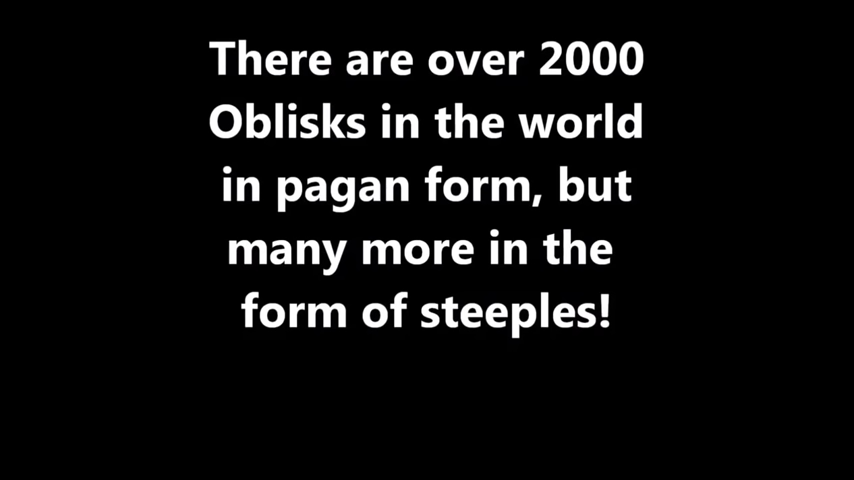 There are over 2000
Oblisks in the world
in pagan form, but
many more in the
form of steeples!